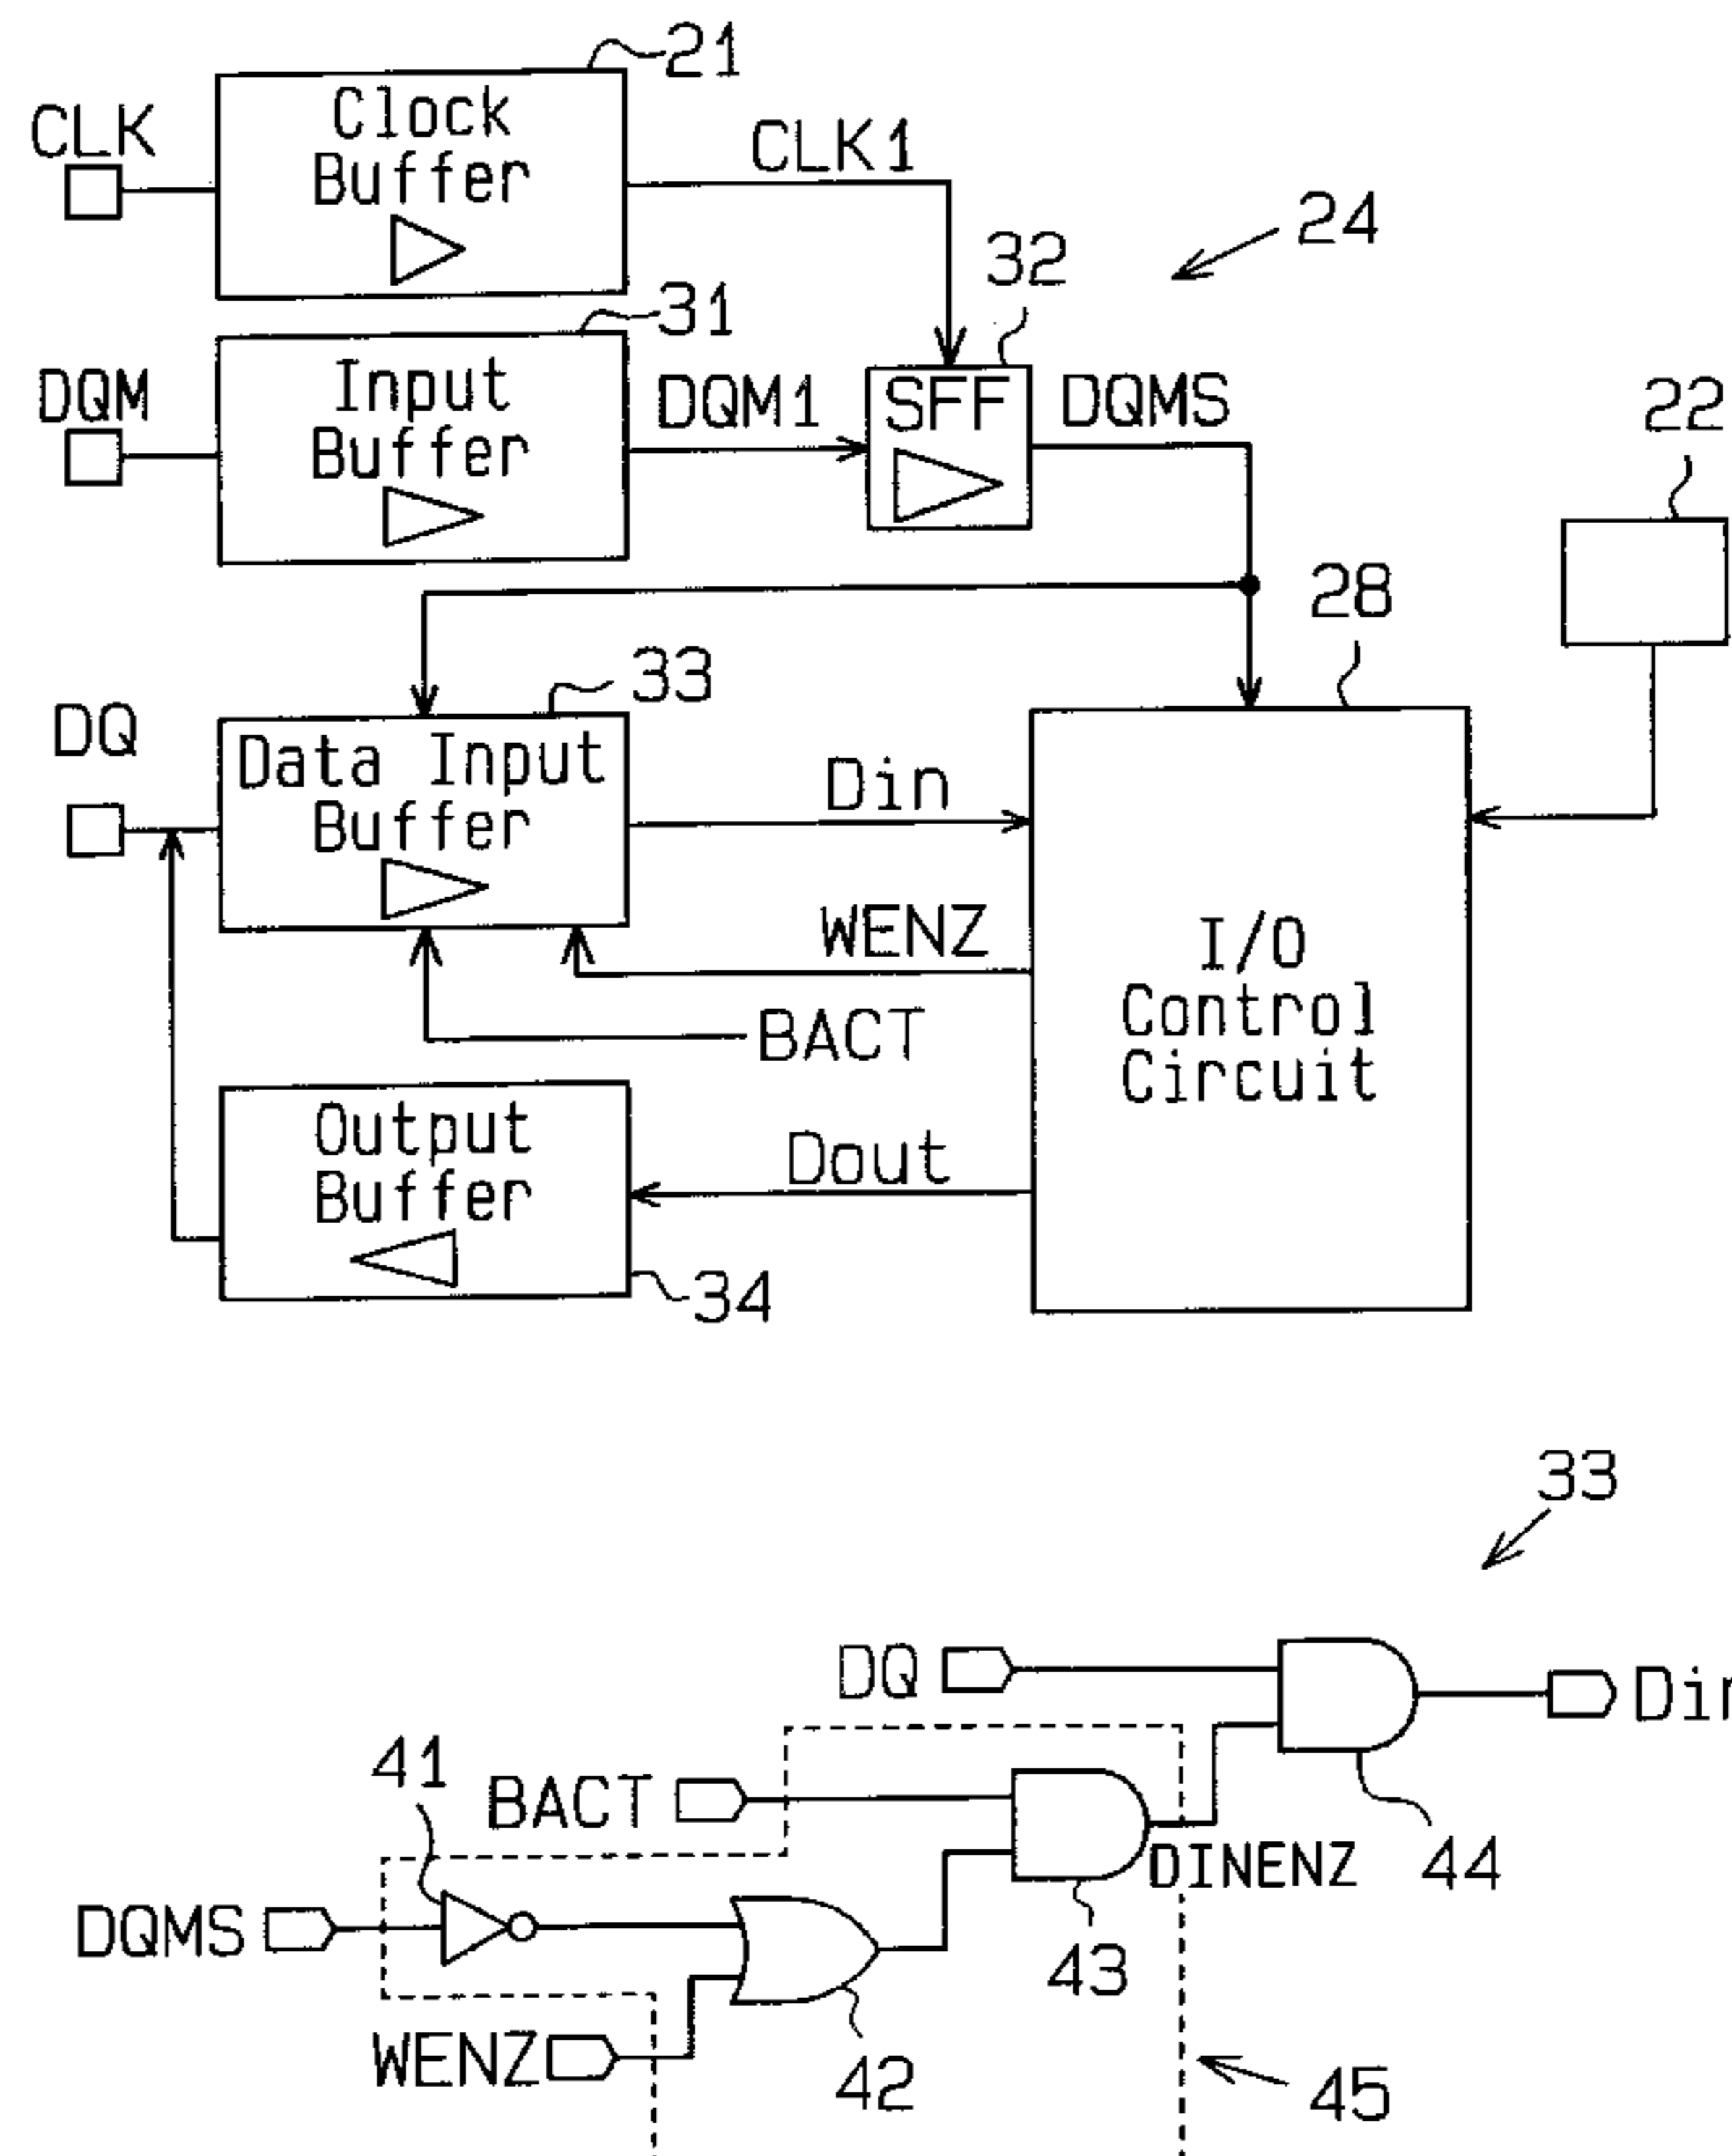 21
Clock
Buffer
CLK
CLK1
24
32
31
Input
Buffer
DQM
DQM1
SFF
DQMS
22
28
33
DQ
Data Input
Buffer
Din
WENZ
I/O
Control
Circuit
BACT
Output
Buffer
Dout
34
33
DQ
Din
41
BACT
DINENZ
44
DQMS
43
WENZ
42
45